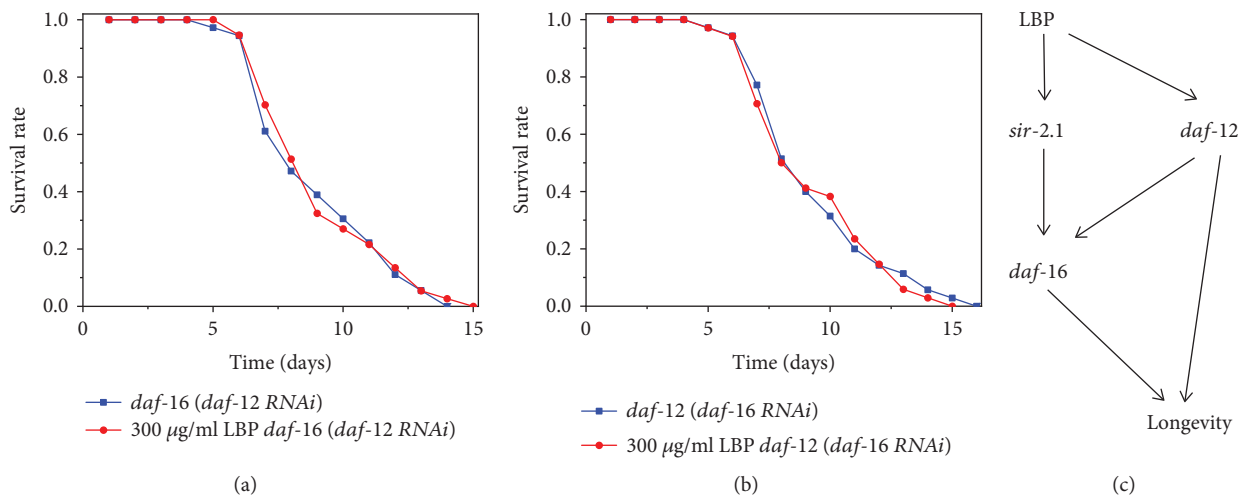 1.0
0.8
0.6
0.4
0.2
0.0
Survival rate
0 5 10 15
Time (days)
daf-16 (daf-12 RNAi)
300 μg/ml LBP daf-16 (daf-12 RNAi)
(a)
1.0
0.8
0.6
0.4
0.2
0.0
Survival rate
0 5 10 15
Time (days)
daf-12 (daf-16 RNAi)
300 μg/ml LBP daf-12 (daf-16 RNAi)
(b)
LBP
sir-2.1 daf-12
daf-16
Longevity
(c)